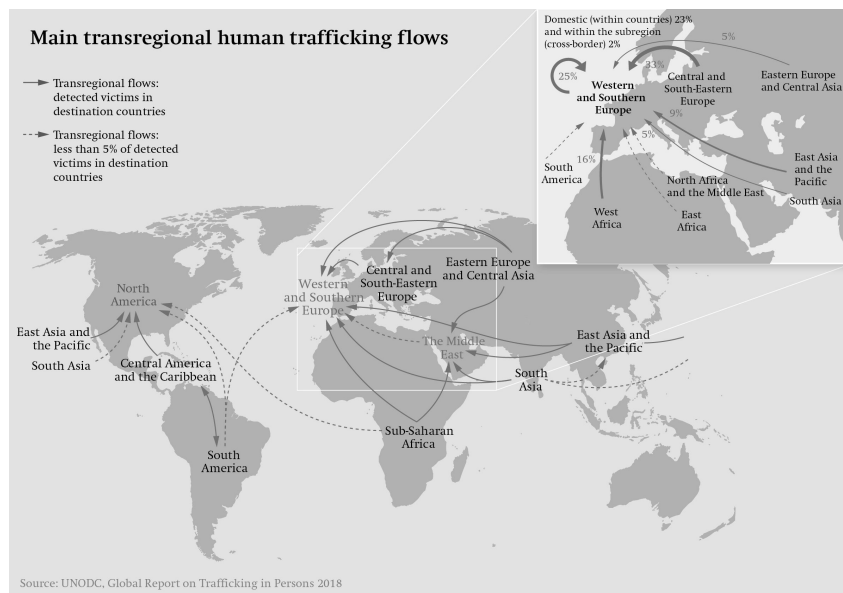 Main transregional human trafficking flows
Transregional flows:
detected victims in
destination countries
Transregional flows:
less than 5% of detected
victims in destination
countries
Domestic (within countries) 23%
and within the subregion
(cross-border) 2%
5%
33%
25%
Central and
South-Eastern
Europe
Eastern Europe
and Central Asia
Western
and Southern
Europe
9%
5%
16%
South
America
East Asia
and the
Pacific
North Africa
and the Middle East
South Asia
West
Africa
East
Africa
Eastern Europe
and Central Asia
Central and
South-Eastern
Europe
North
America
Western
and Southern
Europe
East Asia and
the Pacific
South Asia
Central America
and the Caribbean
The Middle
East
East Asia and
the Pacific
South
Asia
Sub-Saharan
Africa
South
America
Source: UNODC, Global Report on Trafficking in Persons 2018